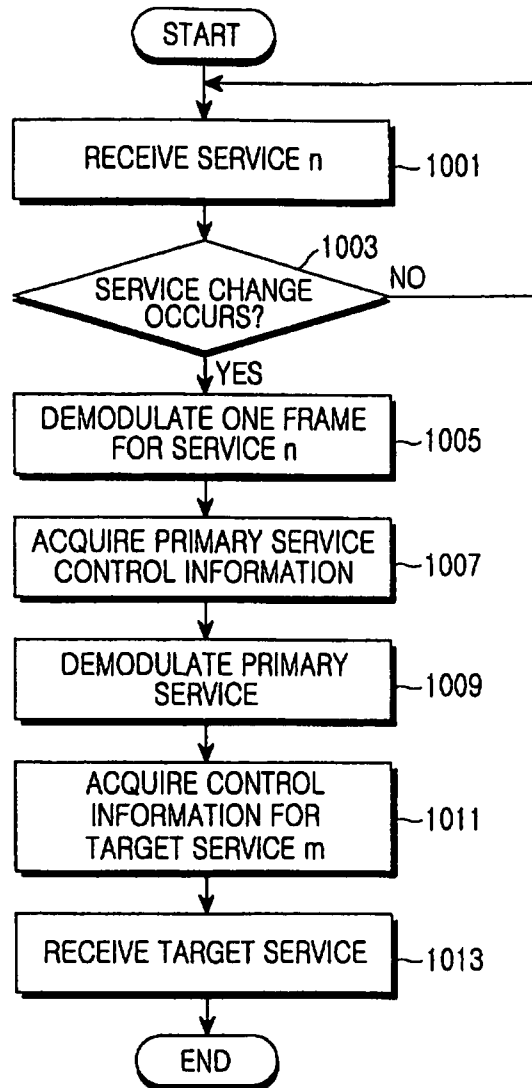 START
RECEIVE SERVICE n
1001
1003
SERVICE CHANGE
OCCURS?
NO
YES
DEMODULATE ONE FRAME
FOR SERVICE n
1005
ACQUIRE PRIMARY SERVICE
CONTROL INFORMATION
1007
DEMODULATE PRIMARY
SERVICE
1009
ACQUIRE CONTROL
INFORMATION FOR
TARGET SERVICE m
1011
RECEIVE TARGET SERVICE
1013
END